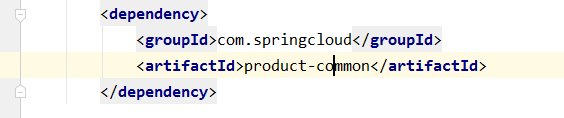 <dependency>
<groupId>com.springcloud</groupId>
<artifactId>product-common</artifactId>
</dependency>